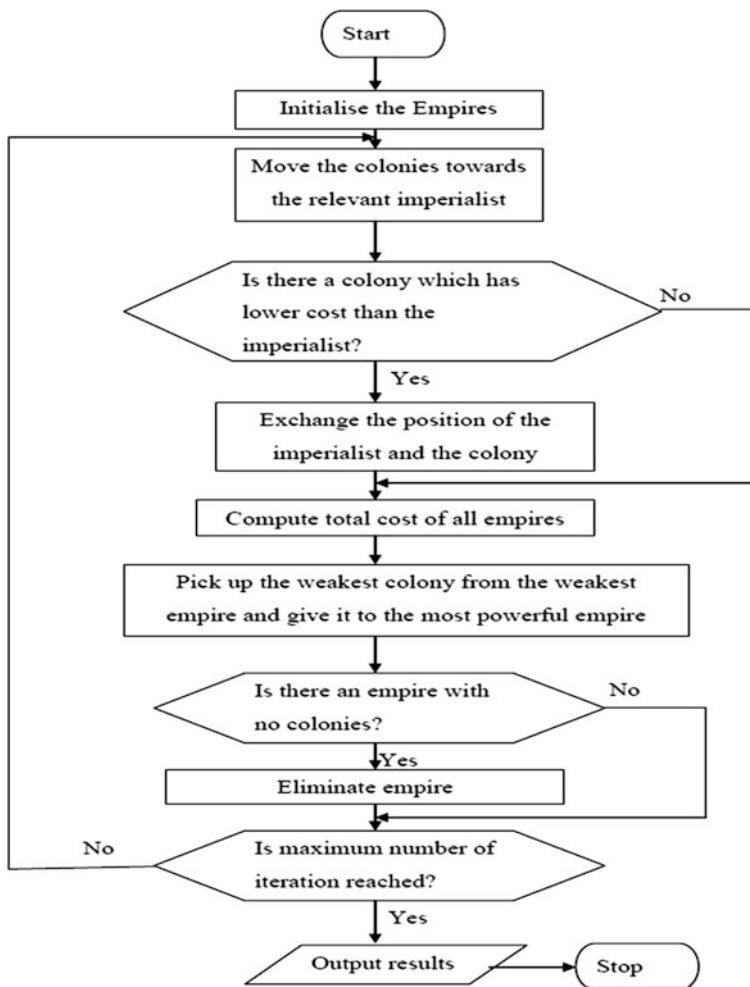 Start
Initialise the Empires
Move the colonies towards
the relevant imperialist
Is there a colony which has
lower cost than the
imperialist?
No
Yes
Exchange the position of the
imperialist and the colony
Compute total cost of all empires
Pick up the weakest colony from the weakest
empire and give it to the most powerful empire
Is there an empire with
no colonies?
No
Yes
Eliminate empire
Is maximum number of
iteration reached?
No
Yes
Output results
Stop